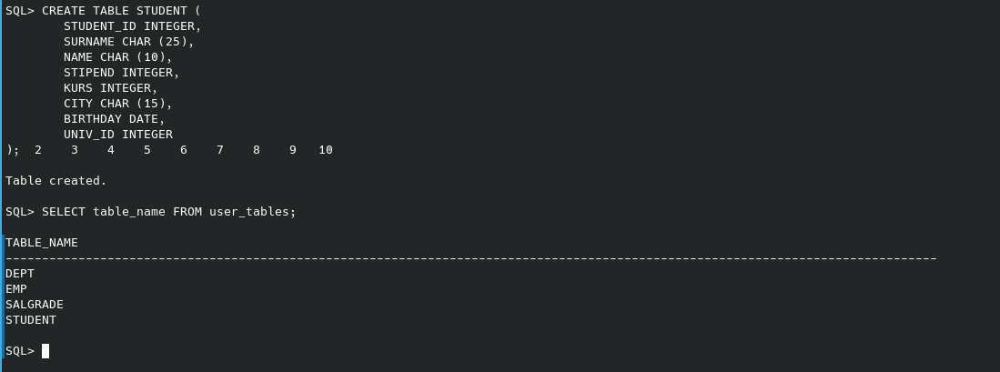 SQL> CREATE TABLE STUDENT (
        STUDENT_ID INTEGER,
        SURNAME CHAR (25),
        NAME CHAR (10),
        STIPEND INTEGER,
        KURS INTEGER,
        CITY CHAR (15),
        BIRTHDAY DATE,
        UNIV_ID INTEGER
);  2    3    4    5    6    7    8    9   10
Table created.
SQL> SELECT table_name FROM user_tables;
TABLE_NAME
--------------------------------------------------------------------------------------------------------------------------------
DEPT
EMP
SALGRADE
STUDENT
SQL>